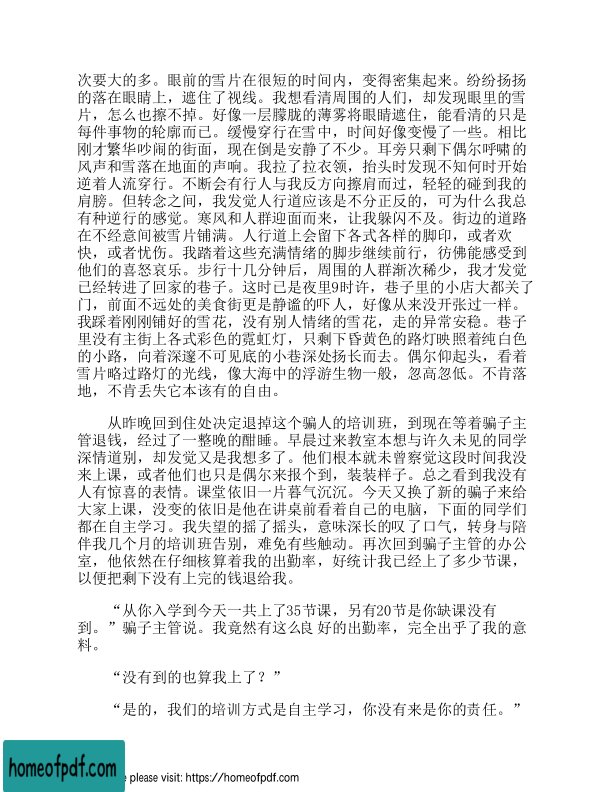 次要大的多。眼前的雪片在很短的时间内，变得密集起来。纷纷扬扬
的落在眼睛上，遮住了视线。我想看清周围的人们，却发现眼里的雪
片，怎么也擦不掉。好像一层朦胧的薄雾将眼睛遮住，能看清的只是
每件事物的轮廓而已。缓慢穿行在雪中，时间好像变慢了一些。相比
刚才繁华吵闹的街面，现在倒是安静了不少。耳旁只剩下偶尔呼啸的
风声和雪落在地面的声响。我拉了拉衣领，抬头时发现不知何时开始
逆着人流穿行。不断会有行人与我反方向擦肩而过，轻轻的碰到我的
肩膀。但转念之间，我发觉人行道应该是不分正反的，可为什么我总
有种逆行的感觉。寒风和人群迎面而来，让我躲闪不及。街边的道路
在不经意间被雪片铺满。人行道上会留下各式各样的脚印，或者欢
快，或者忧伤。我踏着这些充满情绪的脚步继续前行，彷佛能感受到
他们的喜怒哀乐。步行十几分钟后，周围的人群渐次稀少，我才发觉
已经转进了回家的巷子。这时已是夜里9时许，巷子里的小店大都关了
门，前面不远处的美食街更是静谧的吓人，好像从来没开张过一样。
我踩着刚刚铺好的雪花，没有别人情绪的雪花，走的异常安稳。巷子
里没有主街上各式彩色的霓虹灯，只剩下昏黄色的路灯映照着纯白色
的小路，向着深邃不可见底的小巷深处扬长而去。偶尔仰起头，看着
雪片略过路灯的光线，像大海中的浮游生物一般，忽高忽低。不肯落
地，不肯丢失它本该有的自由。
从昨晚回到住处决定退掉这个骗人的培训班，到现在等着骗子主
管退钱，经过了一整晚的酣睡。早晨过来教室本想与许久未见的同学
深情道别，却发觉又是我想多了。他们根本就未曾察觉这段时间我没
来上课，或者他们也只是偶尔来报个到，装装样子。总之看到我没有
人有惊喜的表情。课堂依旧一片暮气沉沉。今天又换了新的骗子来给
大家上课，没变的依旧是他在讲桌前看着自己的电脑，下面的同学们
都在自主学习。我失望的摇了摇头，意味深长的叹了口气，转身与陪
伴我几个月的培训班告别，难免有些触动。再次回到骗子主管的办公
室，他依然在仔细核算着我的出勤率，好统计我已经上了多少节课，
以便把剩下没有上完的钱退给我。
“从你入学到今天一共上了35节课，另有20节是你缺课没有
到。”骗子主管说。我竟然有这么良好的出勤率，完全出乎了我的意
料。
“没有到的也算我上了？”
“是的，我们的培训方式是自主学习，你没有来是你的责任。”
homeofpdf.com
e please visit: https://homeofpdf.com